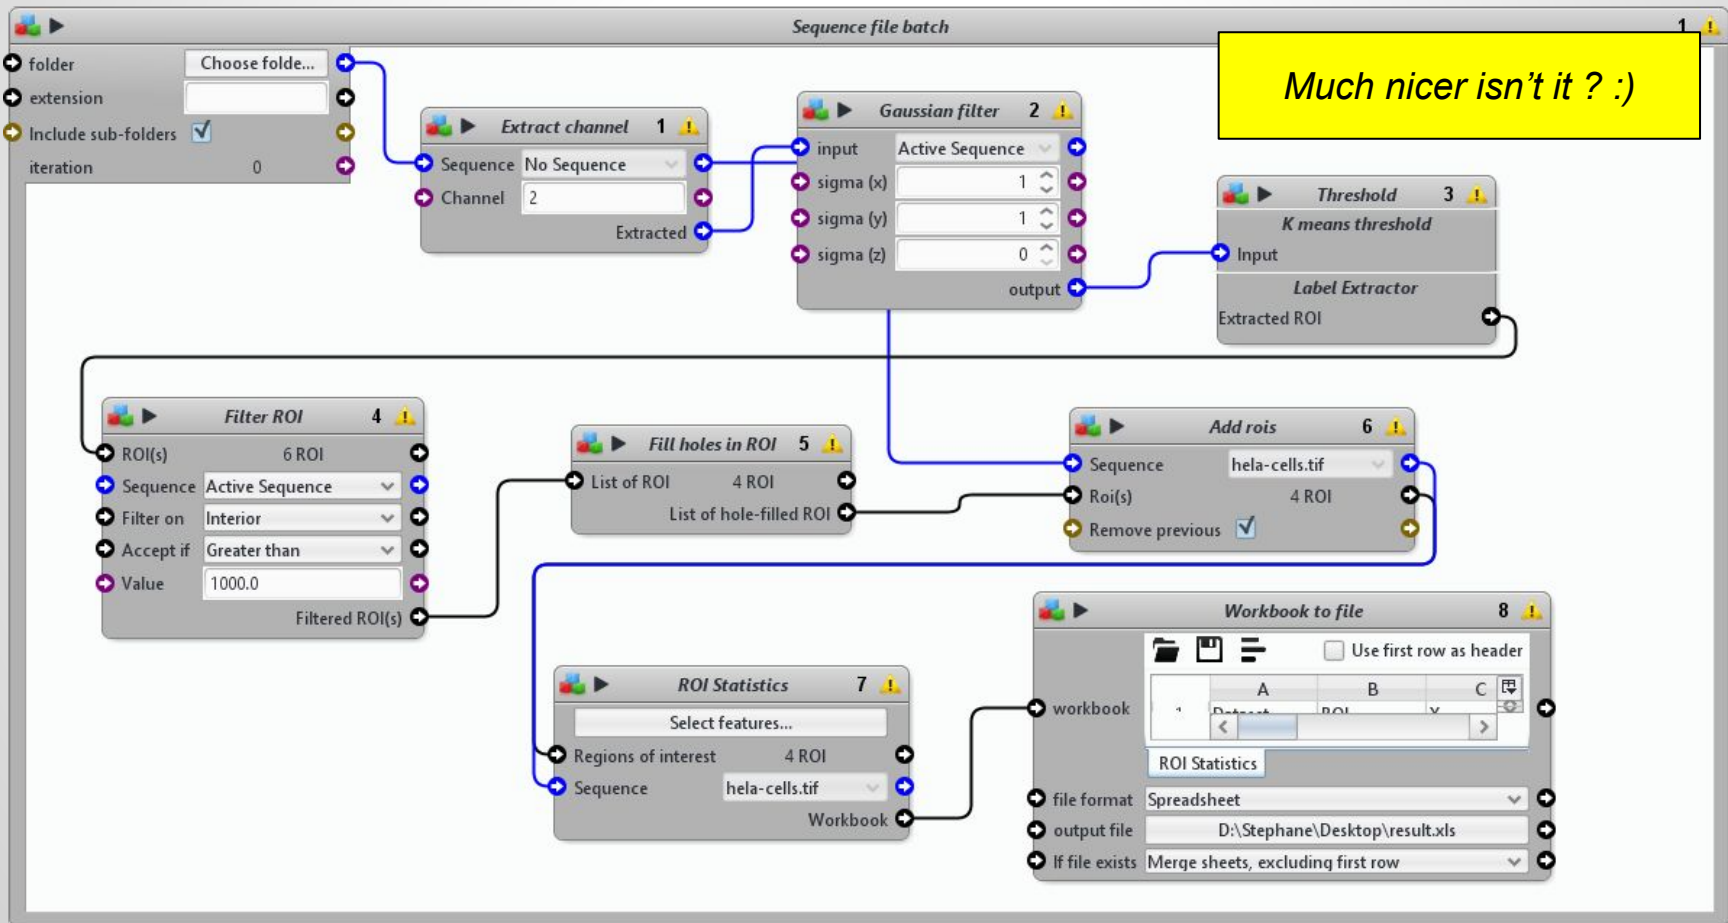 Sequence file batch 1
Much nicer isn't it ? :)
folder Choose folde...
extension
Include sub-folders
iteration 0
Extract channel 1
Sequence No Sequence
Channel 2
Extracted
Gaussian filter 2
input Active Sequence
sigma (x) 1
sigma (y) 1
sigma (z) 0
output
Threshold 3
K means threshold
Input
Label Extractor
Extracted ROI
Filter ROI 4
ROI(s) 6 ROI
Sequence Active Sequence
Filter on Interior
Accept if Greater than
Value 1000.0
Filtered ROI(s)
Fill holes in ROI 5
List of ROI 4 ROI
List of hole-filled ROI
Add rois 6
Sequence hela-cells.tif
Roi(s) 4 ROI
Remove previous
ROI Statistics 7
Select features...
Regions of interest 4 ROI
Sequence hela-cells.tif
Workbook
Workbook to file 8
Use first row as header
A B C
workbook
ROI Statistics
file format Spreadsheet
output file D:\Stephane\Desktop\result.xls
If file exists Merge sheets, excluding first row